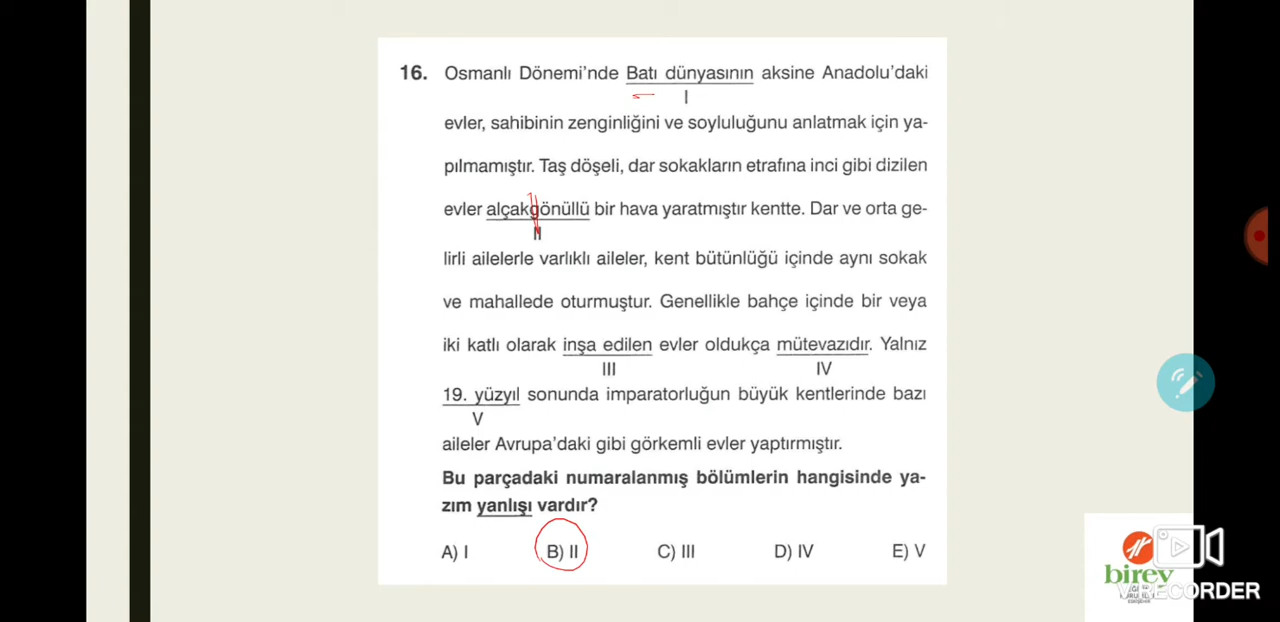 16. Osmanlı Dönemi'nde Batı dünyasının aksine Anadolu'daki
I
evler, sahibinin zenginliğini ve soyluluğunu anlatmak için ya-
pılmamıştır. Taş döşeli, dar sokakların etrafına inci gibi dizilen
evler alçakgönüllü bir hava yaratmıştır kentte. Dar ve orta ge-
II
lirli ailelerle varlıklı aileler, kent bütünlüğü içinde aynı sokak
ve mahallede oturmuştur. Genellikle bahçe içinde bir veya
iki katlı olarak inşa edilen evler oldukça mütevazıdır. Yalnız
III IV
19. yüzyıl sonunda imparatorluğun büyük kentlerinde bazı
V
aileler Avrupa'daki gibi görkemli evler yaptırmıştır.
Bu parçadaki numaralanmış bölümlerin hangisinde ya-
zım yanlışı vardır?
A) I B) II C) III D) IV E) V
birey
RECORDER